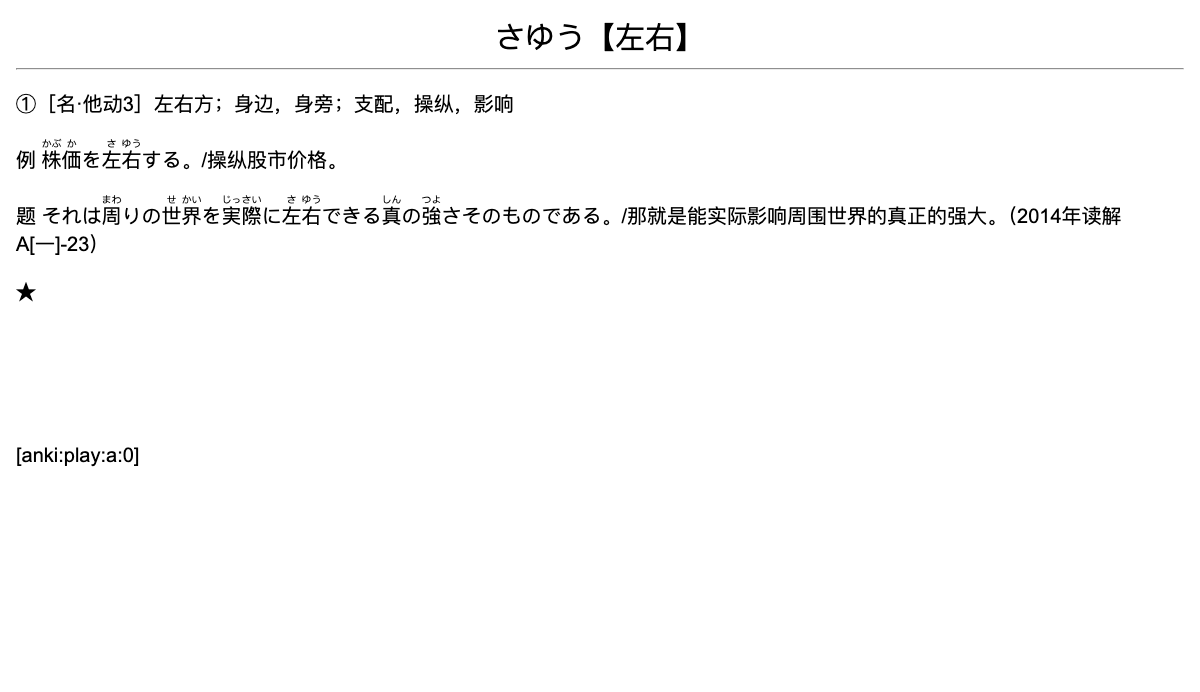 さゆう【左右】
①［名·他动3］左右方；身边，身旁；支配，操纵，影响
かぶ か さ ゆう
例 株価を左右する。/操纵股市价格。
まわ せ かい じっさい さ ゆう しん つよ
题 それは周りの世界を実際に左右できる真の強さそのものである。/那就是能实际影响周围世界的真正的强大。（2014年读解
A[一]-23）
★
[anki:play:a:0]